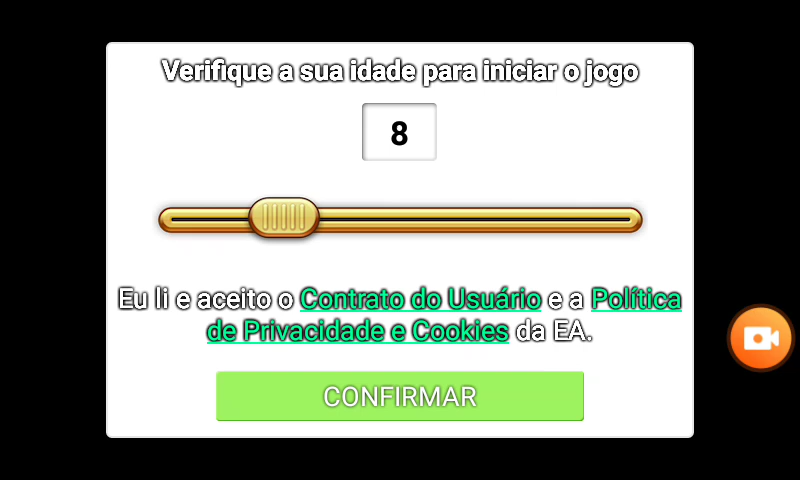 Verifique a sua idade para iniciar o jogo
8
Eu li e aceito o Contrato do Usuário e a Política
de Privacidade e Cookies da EA.
CONFIRMAR